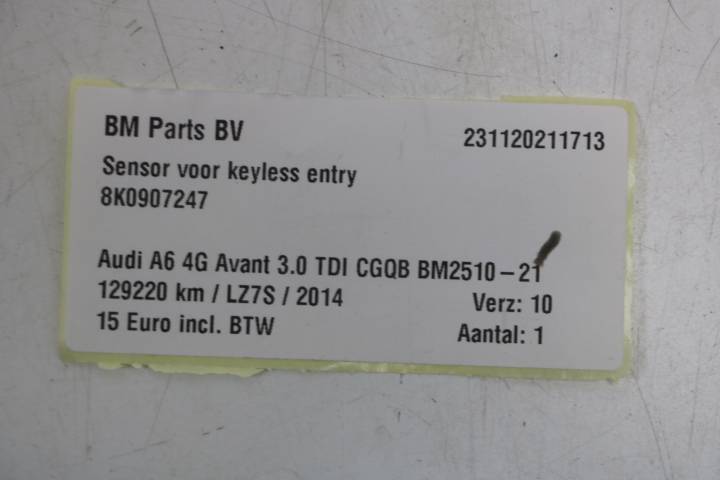 BM Parts BV 231120211713
Sensor voor keyless entry
8K0907247
Audi A6 4G Avant 3.0 TDI CGQB BM2510-21
129220 km / LZ7S / 2014 Verz: 10
15 Euro incl. BTW Aantal: 1